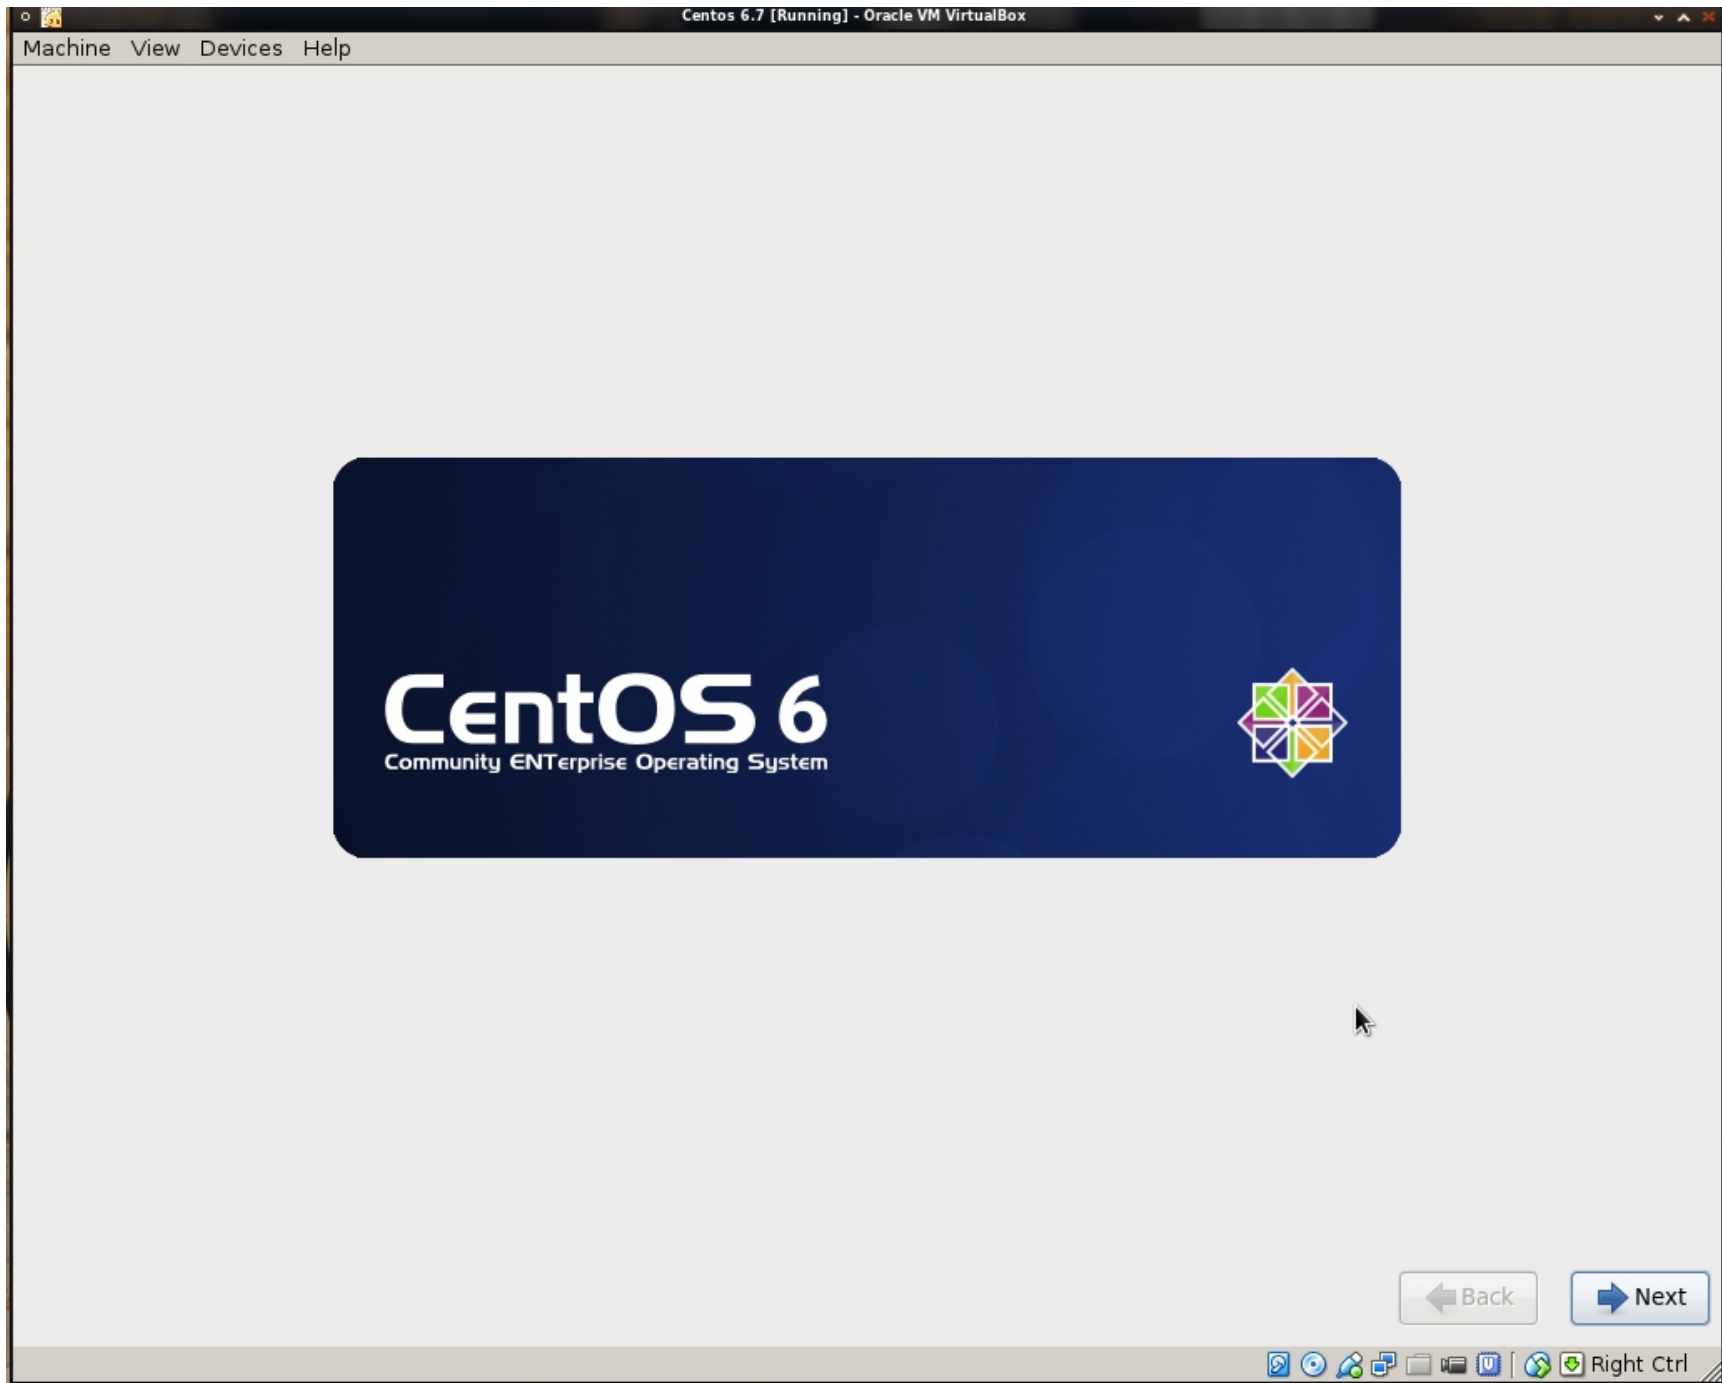 Centos 6.7 [Running] - Oracle VM VirtualBox
Machine View Devices Help
CentOS 6
Community ENTerprise Operating System
Back Next
Right Ctrl